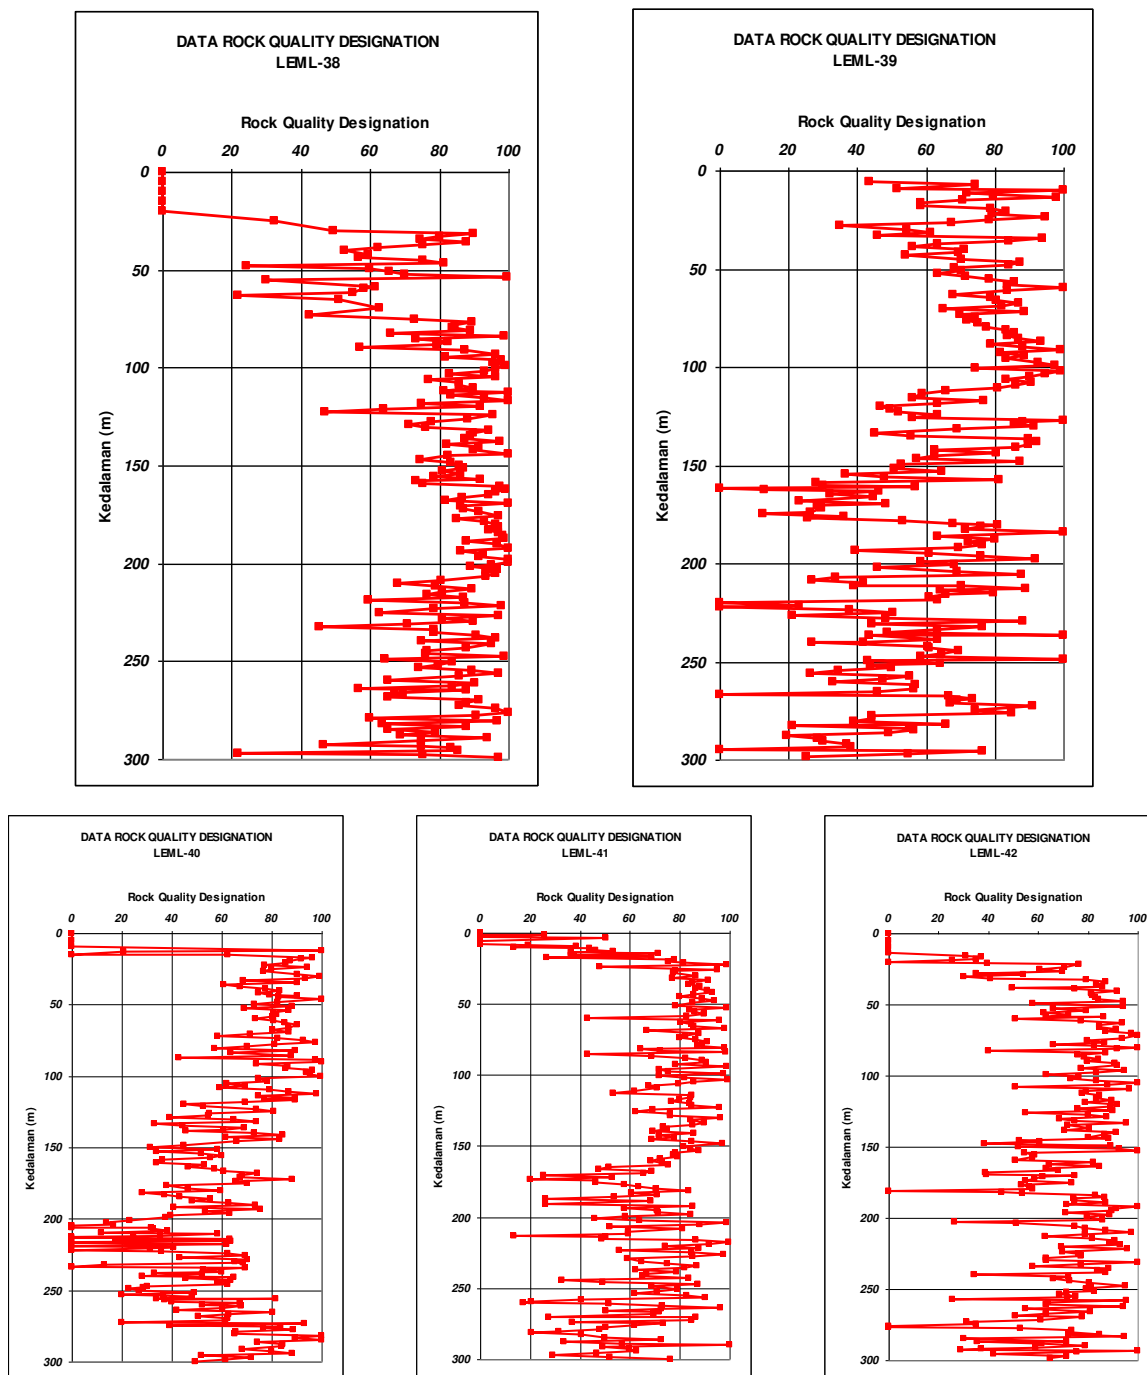 DATA ROCK QUALITY DESIGNATION
LEML-38
Rock Quality Designation
0 20 40 60 80 100
0
50
100
150
200
250
300
Kedalaman (m)
DATA ROCK QUALITY DESIGNATION
LEML-39
Rock Quality Designation
0 20 40 60 80 100
0
50
100
150
200
250
300
Kedalaman (m)
DATA ROCK QUALITY DESIGNATION
LEML-40
Rock Quality Designation
0 20 40 60 80 100
0
50
100
150
200
250
300
Kedalaman (m)
DATA ROCK QUALITY DESIGNATION
LEML-41
Rock Quality Designation
0 20 40 60 80 100
0
50
100
150
200
250
300
Kedalaman (m)
DATA ROCK QUALITY DESIGNATION
LEML-42
Rock Quality Designation
0 20 40 60 80 100
0
50
100
150
200
250
300
Kedalaman (m)